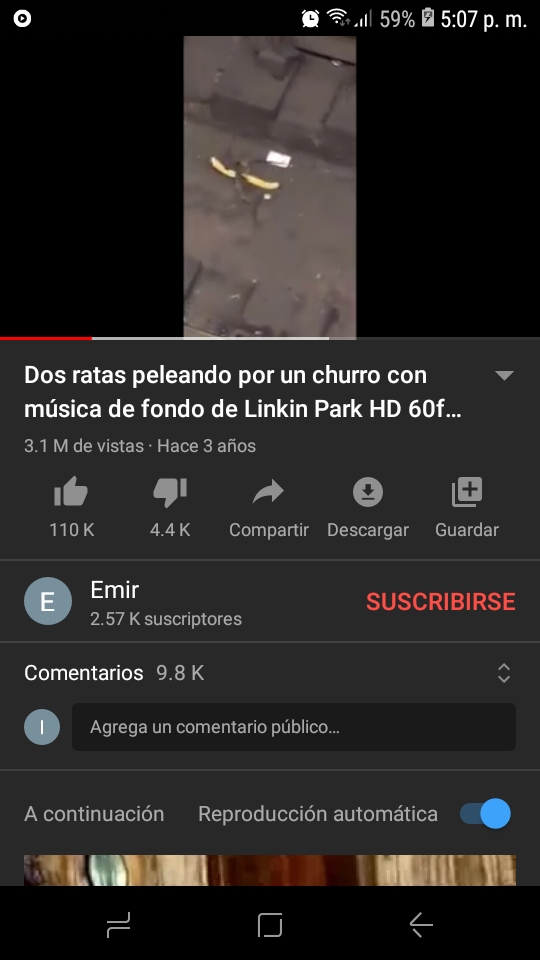 59% 5:07 p. m.
Dos ratas peleando por un churro con
música de fondo de Linkin Park HD 60f...
3.1 M de vistas · Hace 3 años
110 K 4.4 K Compartir Descargar Guardar
E Emir SUSCRIBIRSE
2.57 K suscriptores
Comentarios 9.8 K
I Agrega un comentario público...
A continuación Reproducción automática